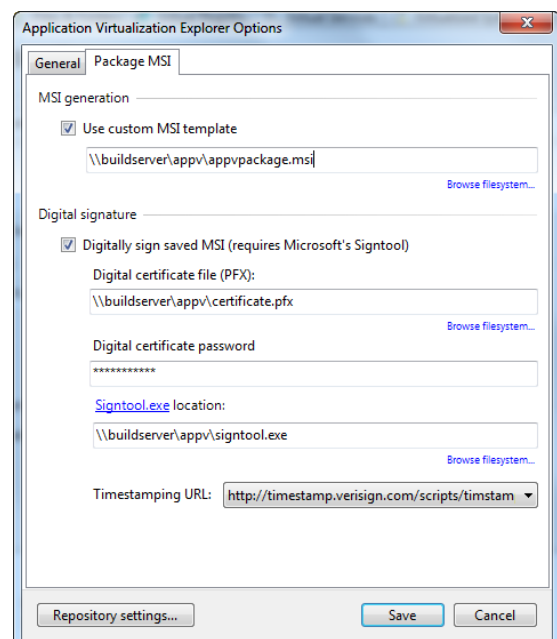 Application Virtualization Explorer Options
General Package MSI
MSI generation
Use custom MSI template
\\buildserver\appv\appvpackage.msi
Browse filesystem...
Digital signature
Digitally sign saved MSI (requires Microsoft's Signtool)
Digital certificate file (PFX):
\\buildserver\appv\certificate.pfx
Browse filesystem...
Digital certificate password
***********
Signtool.exe location:
\\buildserver\appv\signtool.exe
Browse filesystem...
Timestamping URL: http://timestamp.verisign.com/scripts/timstam
Repository settings... Save Cancel